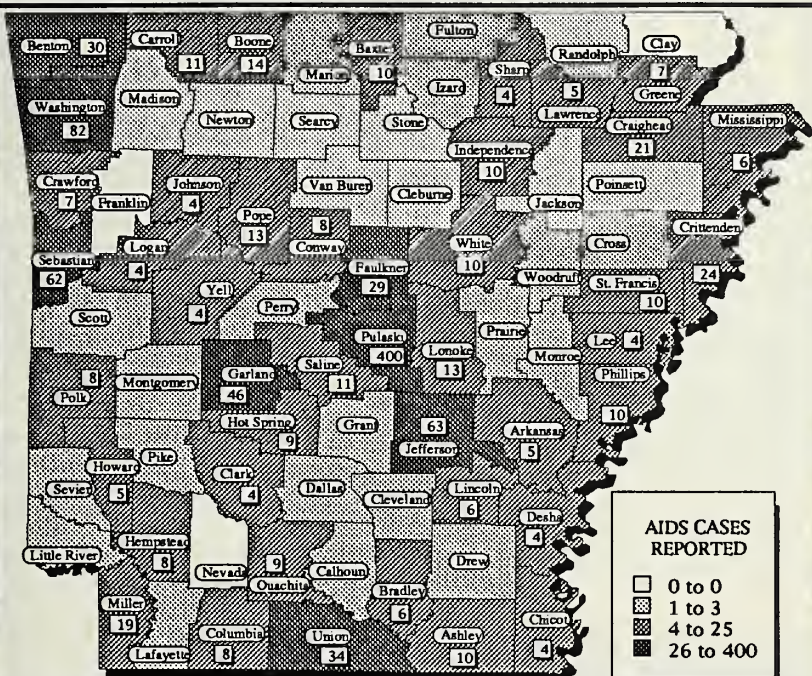 Benton 30
Carrol 11
Boone 14
Marion
Baxter 10
Fulton
Sharp 4
Randolph
Clay
7
Greene
5
Lawrence
Izard
Washington 82
Madison
Newton
Searcy
Stone
Independence 10
Craighead 21
Mississippi 6
Crawford 7
Franklin
Johnson 4
Pope 13
Van Buren
Cleburne
Jackson
Poinsett
Logan 4
8
Conway
White 10
Woodruff
Cross
Crittenden 24
Sebastian 62
Yell 4
Faulkner 29
St. Francis 10
Scott
Perry
Pulaski 400
Lonoke 13
Prairie
Monroe
Lee 4
Phillips 10
8
Polk
Montgomery
Garland 46
Saline 11
Hot Spring 9
Grant
63
Jefferson
Arkansas 5
Pike
Howard 5
Clark 4
Sevier
Dallas
Cleveland
Lincoln 6
Desha 4
Little River
Hempstead 8
Nevada
9
Ouachita
Calhoun
Bradley 6
Drew
Miller 19
Lafayette
Columbia 8
Union 34
Ashley 10
Chicot 4
AIDS CASES
REPORTED
0 to 0
1 to 3
4 to 25
26 to 400